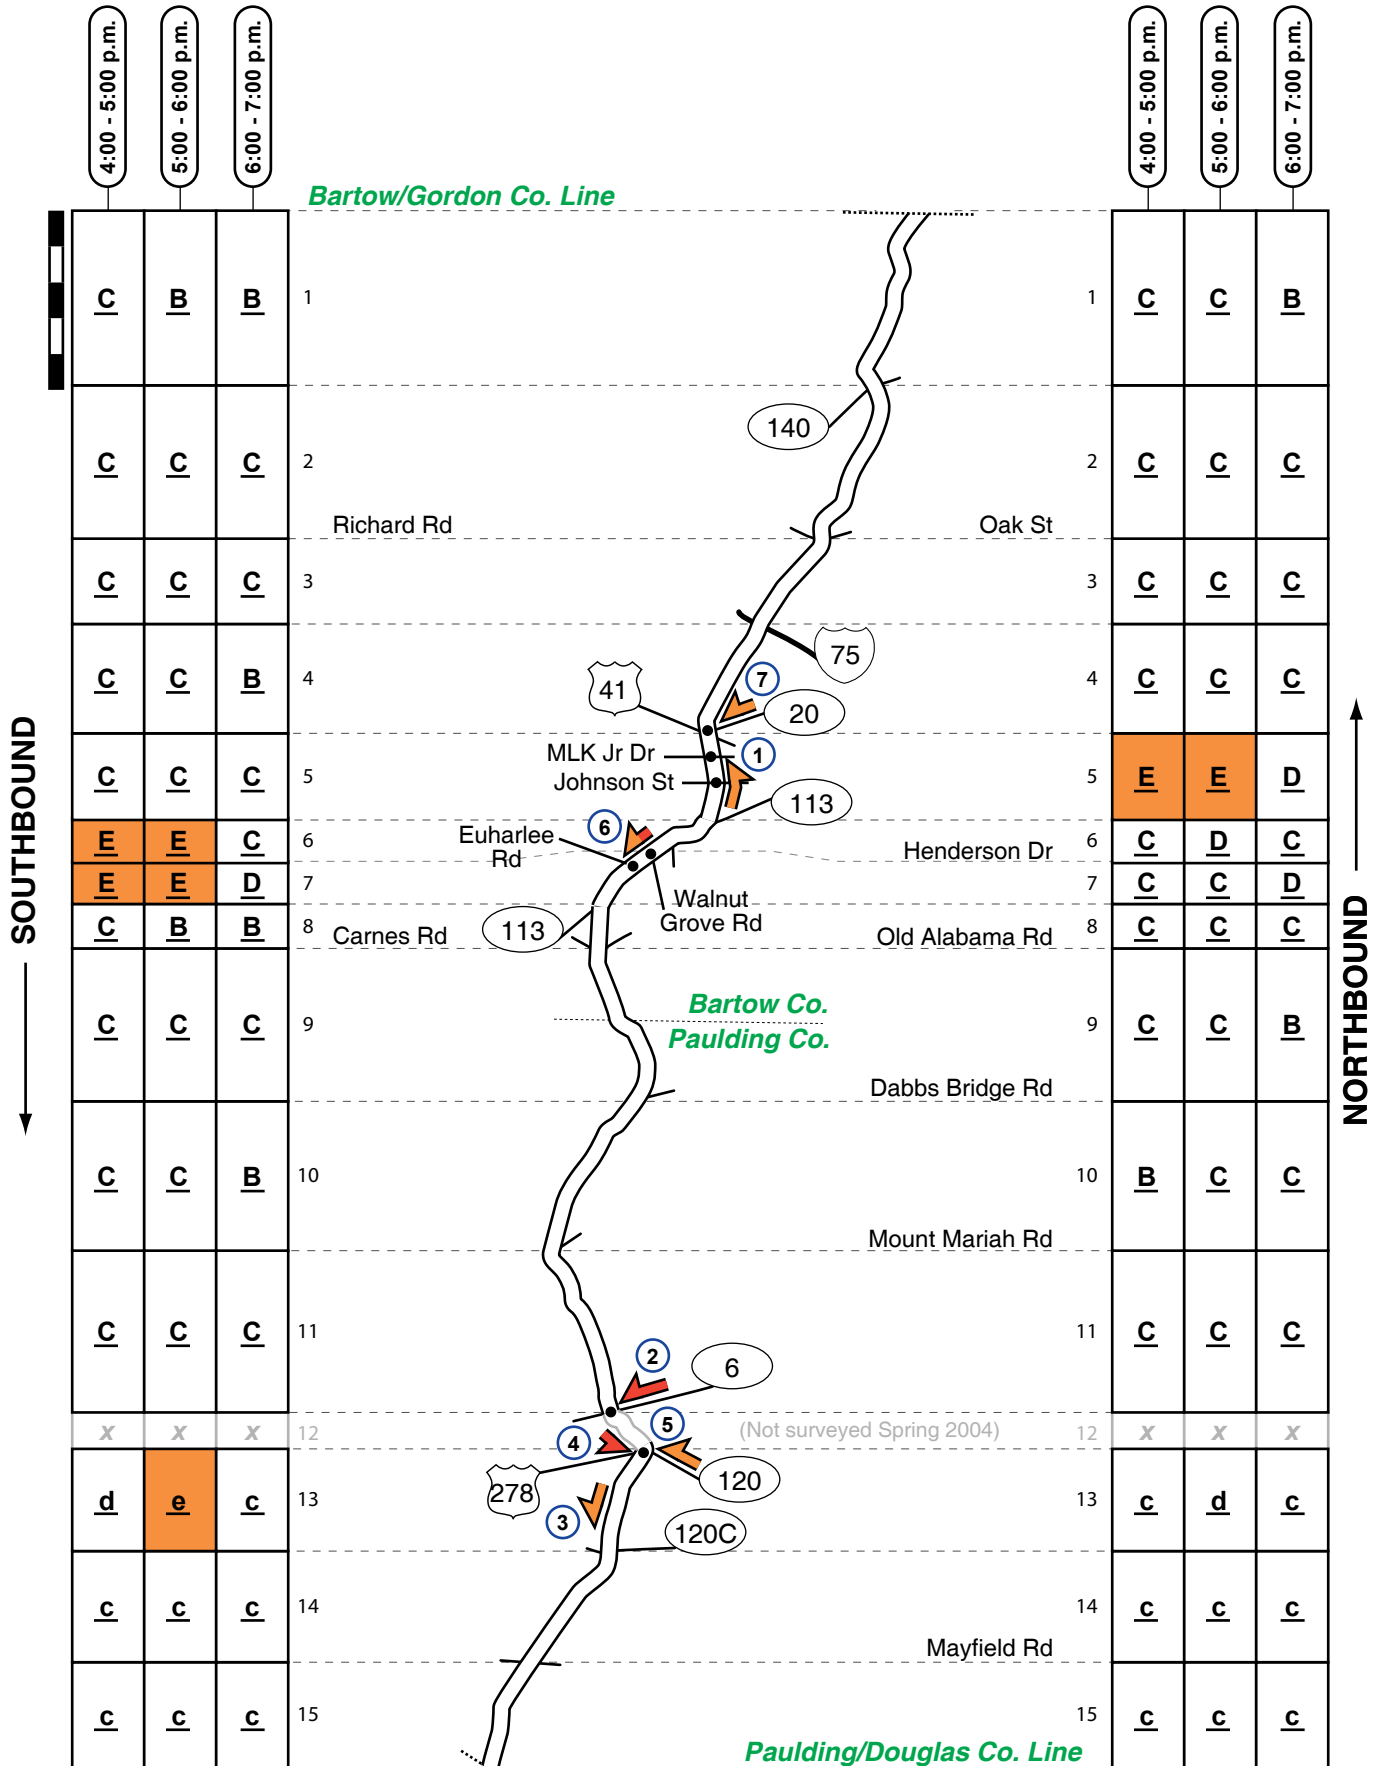 4:00 - 5:00 p.m. 5:00 - 6:00 p.m. 6:00 - 7:00 p.m. 4:00 - 5:00 p.m. 5:00 - 6:00 p.m. 6:00 - 7:00 p.m.
Bartow/Gordon Co. Line
C B B 1 1 C C B
140
C C C 2 2 C C C
Richard Rd Oak St
C C C 3 3 C C C
75
C C B 4 4 C C C
41 7
20
MLK Jr Dr 1
C C C 5 5 E E D
Johnson St
113
6
E E C 6 6 C D C
Euharlee
Rd
Henderson Dr
E E D 7 7 C C D
Walnut
Grove Rd
C B B 8 8 C C C
Carnes Rd 113 Old Alabama Rd
SOUTHBOUND
NORTHBOUND
Bartow Co.
C C C 9 9 C C B
Paulding Co.
Dabbs Bridge Rd
C C B 10 10 B C C
Mount Mariah Rd
C C C 11 11 C C C
2 6
5
x x x 12 (Not surveyed Spring 2004) 12 x x x
4
120
278
d e c 13 13 c d c
3
120C
c c c 14 14 c c c
Mayfield Rd
c c c 15 15 c c c
Paulding/Douglas Co. Line